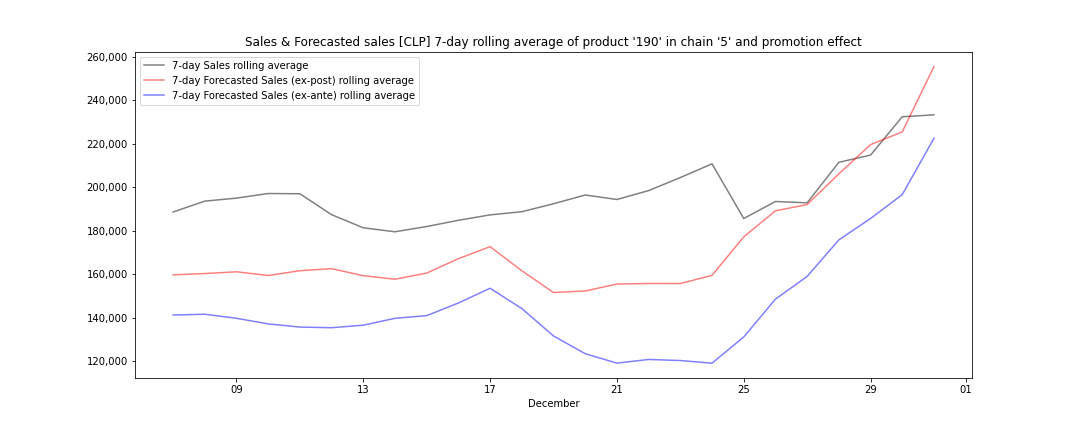 Sales & Forecasted sales [CLP] 7-day rolling average of product '190' in chain '5' and promotion effect
7-day Sales rolling average
7-day Forecasted Sales (ex-post) rolling average
7-day Forecasted Sales (ex-ante) rolling average
260,000
240,000
220,000
200,000
180,000
160,000
140,000
120,000
09 13 17 21 25 29 01
December